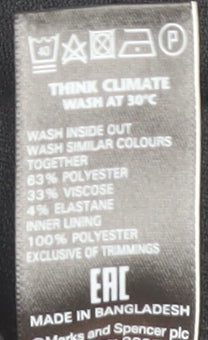 40 P
THINK CLIMATE
WASH AT 30°C
WASH INSIDE OUT
WASH SIMILAR COLOURS
TOGETHER
63% POLYESTER
33% VISCOSE
4% ELASTANE
INNER LINING
100% POLYESTER
EXCLUSIVE OF TRIMMINGS
EAC
MADE IN BANGLADESH
©Marks and Spencer plc